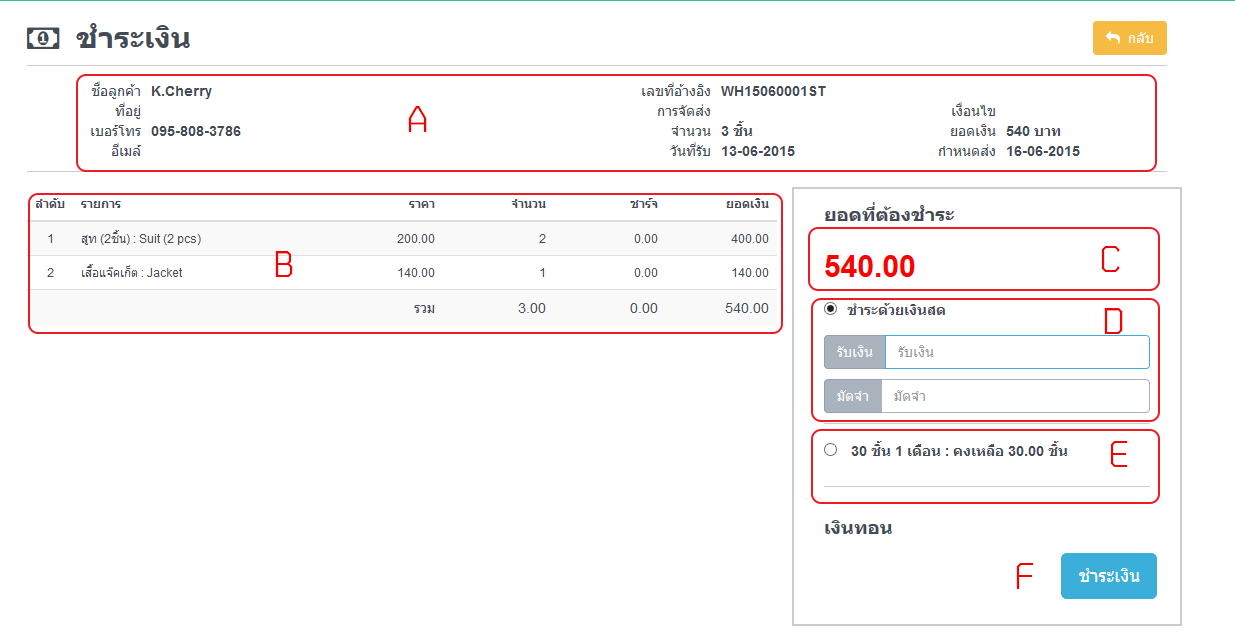 ชำระเงิน
กลับ
ชื่อลูกค้า K.Cherry เลขที่อ้างอิง WH15060001ST
ที่อยู่ A การจัดส่ง เงื่อนไข
เบอร์โทร 095-808-3786 จำนวน 3 ชิ้น ยอดเงิน 540 บาท
อีเมล์ วันที่รับ 13-06-2015 กำหนดส่ง 16-06-2015
ลำดับ รายการ ราคา จำนวน ชาร์จ ยอดเงิน
1 สูท (2ชิ้น) : Suit (2 pcs) 200.00 2 0.00 400.00
B
2 เสื้อแจ๊คเก็ต : Jacket 140.00 1 0.00 140.00
รวม 3.00 0.00 540.00
ยอดที่ต้องชำระ
540.00 C
ชำระด้วยเงินสด D
รับเงิน รับเงิน
มัดจำ มัดจำ
30 ชิ้น 1 เดือน : คงเหลือ 30.00 ชิ้น E
เงินทอน
F ชำระเงิน